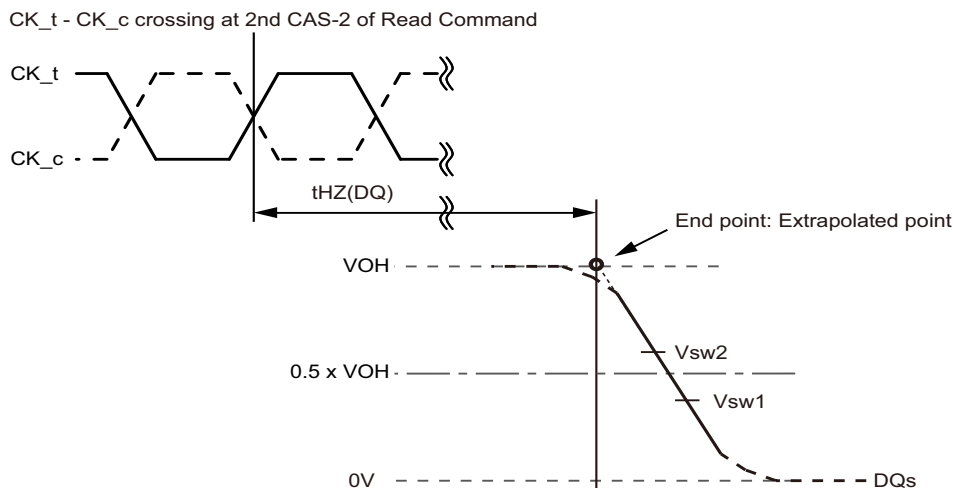 CK_t - CK_c crossing at 2nd CAS-2 of Read Command
CK_t
CK_c
tHZ(DQ)
End point: Extrapolated point
VOH
Vsw2
0.5 x VOH
Vsw1
0V
DQs